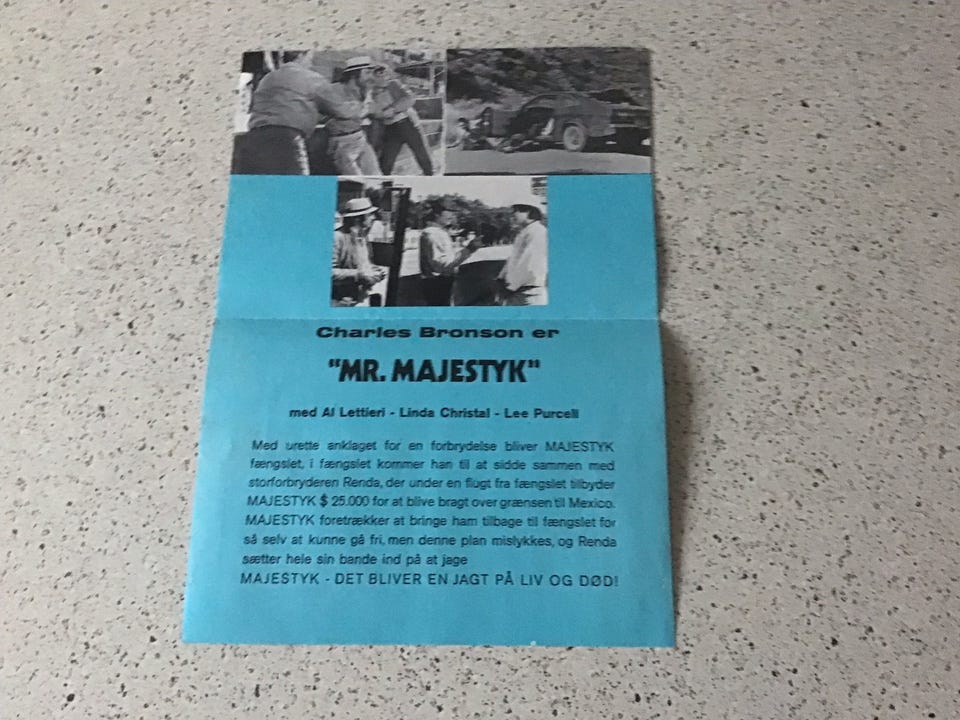 Charles Bronson er
"MR. MAJESTYK"
med Al Lettieri - Linda Christal - Lee Purcell
Med urette anklaget for en forbrydelse bliver MAJESTYK
fængslet, i fængslet kommer han til at sidde sammen med
storforbryderen Renda, der under en flugt fra fængslet tilbyder
MAJESTYK $ 25.000 for at blive bragt over grænsen til Mexico.
MAJESTYK foretrækker at bringe ham tilbage til fængslet for
så selv at kunne gå fri, men denne plan mislykkes, og Renda
sætter hele sin bande ind på at jage
MAJESTYK - DET BLIVER EN JAGT PÅ LIV OG DØD!